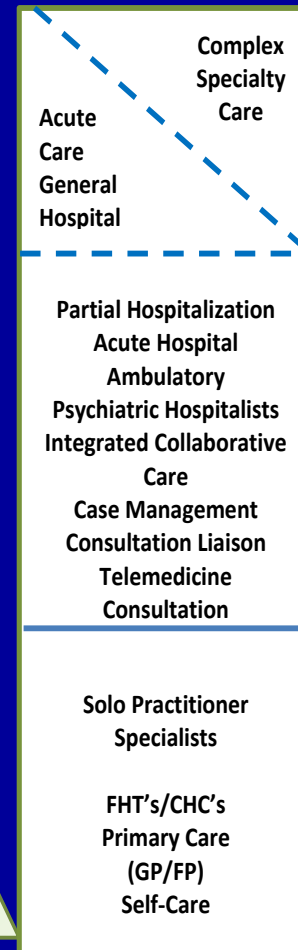 Complex
Specialty
Care
Acute
Care
General
Hospital
Partial Hospitalization
Acute Hospital
Ambulatory
Psychiatric Hospitalists
Integrated Collaborative
Care
Case Management
Consultation Liaison
Telemedicine
Consultation
Solo Practitioner
Specialists
FHT's/CHC's
Primary Care
(GP/FP)
Self-Care